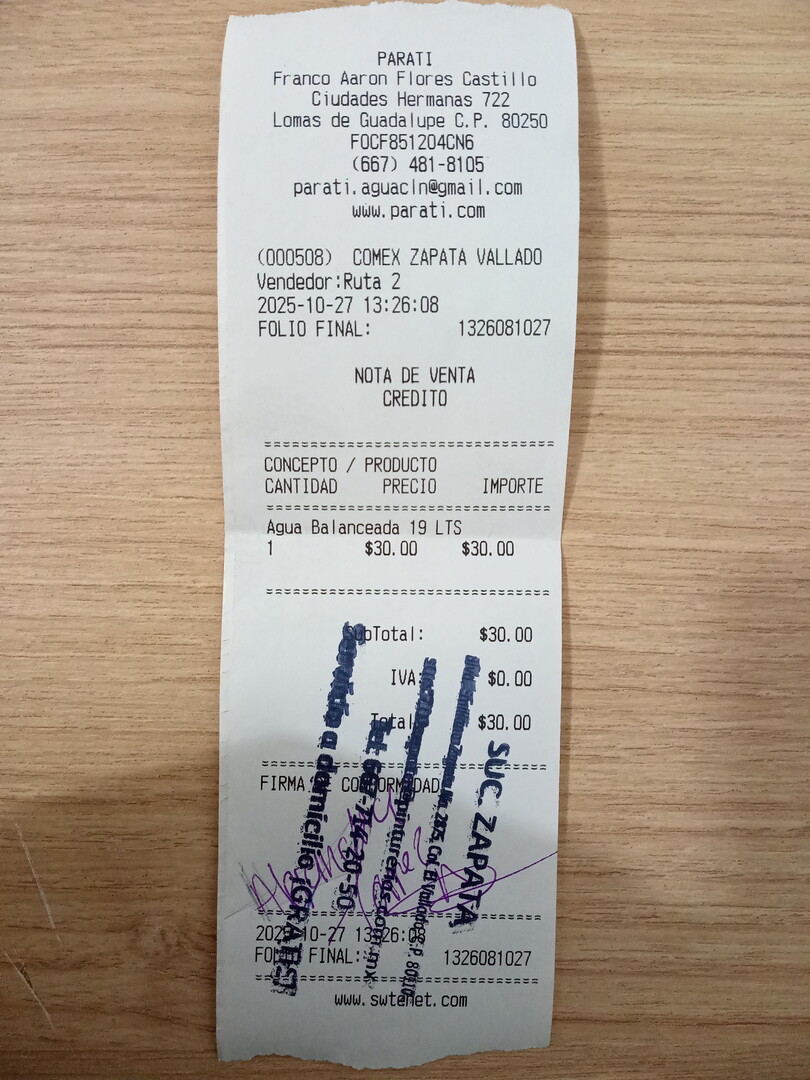 PARATI
Franco Aaron Flores Castillo
Ciudades Hermanas 722
Lomas de Guadalupe C.P. 80250
FOCF851204CN6
(667) 481-8105
parati.aguacln@gmail.com
www.parati.com
(000508) COMEX ZAPATA VALLADO
Vendedor:Ruta 2
2025-10-27 13:26:08
FOLIO FINAL: 1326081027
NOTA DE VENTA
CREDITO
CONCEPTO / PRODUCTO
CANTIDAD PRECIO IMPORTE
Agua Balanceada 19 LTS
1 $30.00 $30.00
SubTotal: $30.00
IVA: $0.00
Total $30.00
FIRMA DE CONFORMIDAD
SUC. ZAPATA
Servicio a domicilio ¡GRATIS!
2025-10-27 13:26:08
FOLIO FINAL: 1326081027
www.swtenet.com